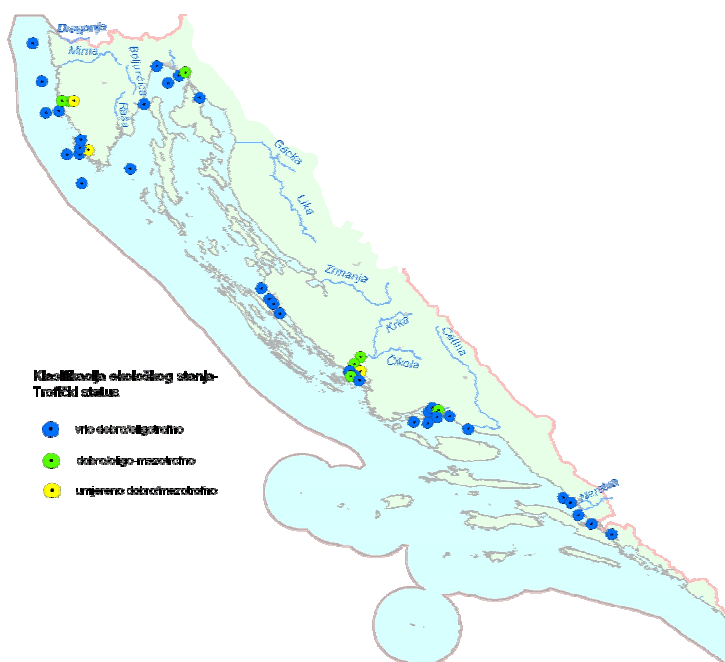 Dragonja
Mirna
Boljunčica
Raša
Gacka
Lika
Zrmanja
Krka
Čikola
Cetina
Neretva
Klasifikacija ekološkog stanja-
Trofički status
vrlo dobro/oligotrofno
dobro/oligo-mezotrofno
umjereno dobro/mezotrofno